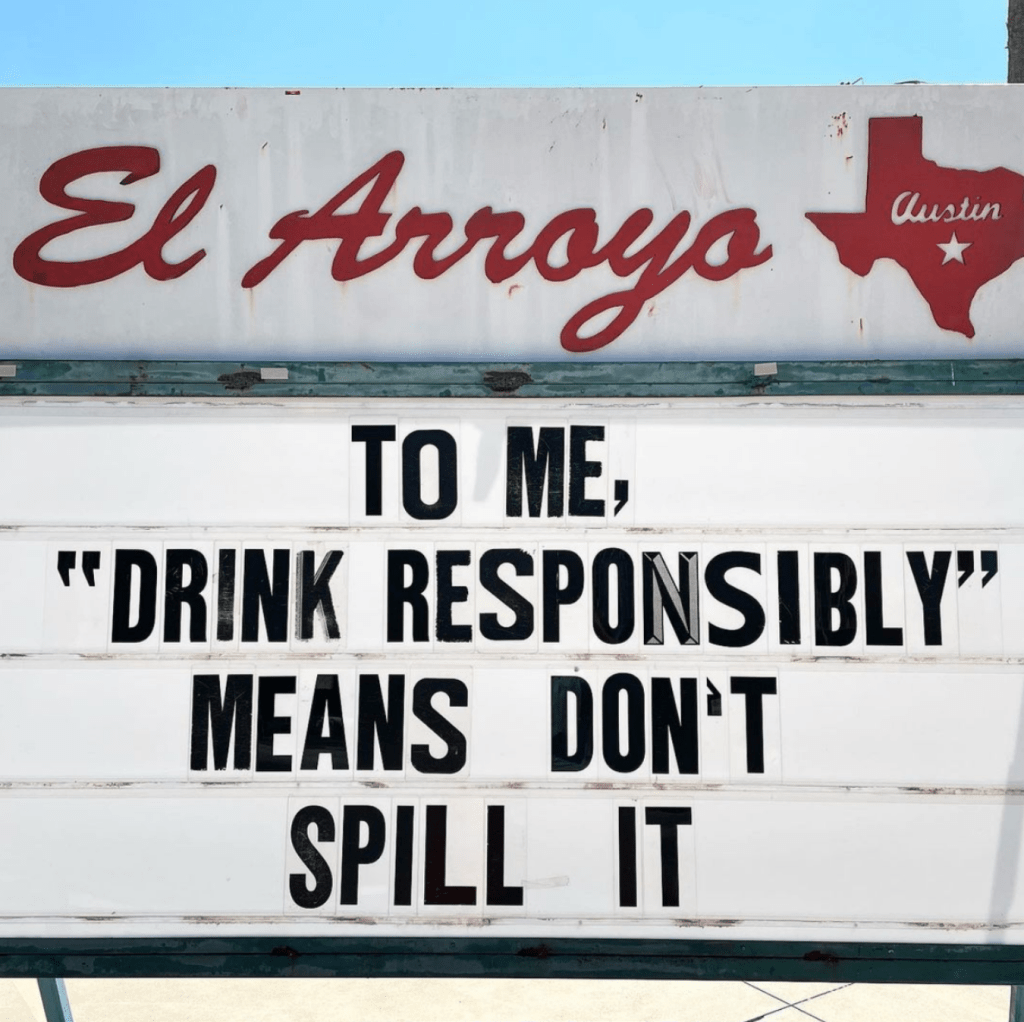 El Arroyo
Austin
TO ME,
"DRINK RESPONSIBLY"
MEANS DON'T
SPILL IT